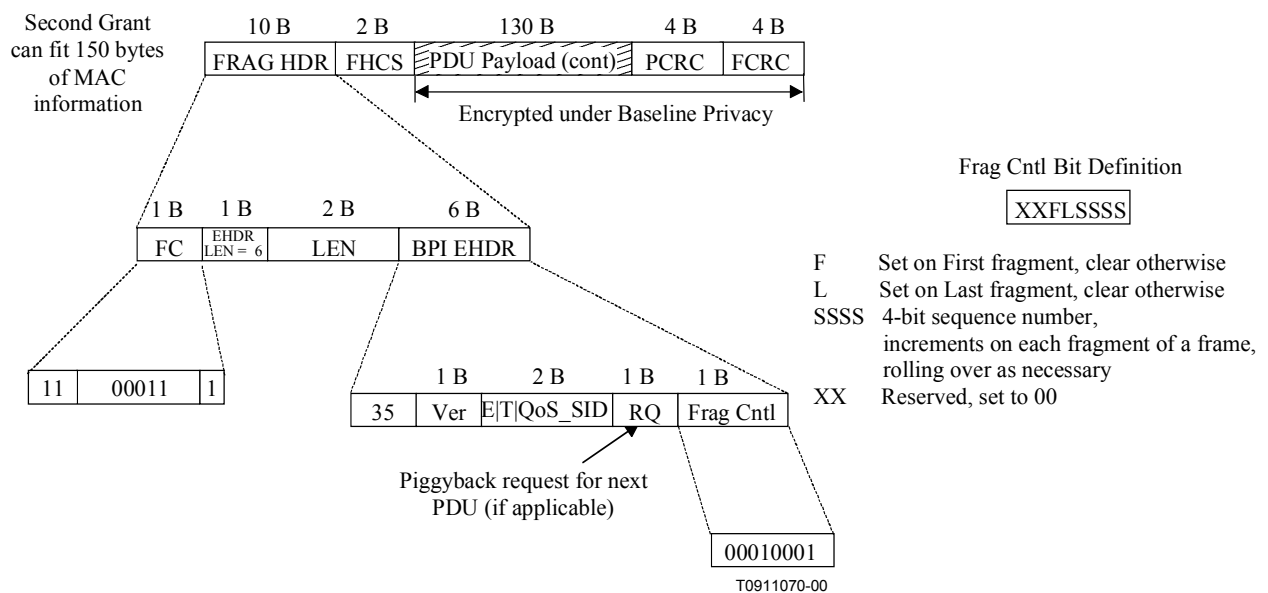 Second Grant
can fit 150 bytes
of MAC
information
10 B 2 B 130 B 4 B 4 B
FRAG HDR FHCS PDU Payload (cont) PCRC FCRC
Encrypted under Baseline Privacy
1 B 1 B 2 B 6 B
FC EHDR LEN = 6 LEN BPI EHDR
11 00011 1
1 B 2 B 1 B 1 B
35 Ver E|T|QoS_SID RQ Frag Cntl
Piggyback request for next
PDU (if applicable)
00010001
T0911070-00
Frag Cntl Bit Definition
XXFLSSSS
F Set on First fragment, clear otherwise
L Set on Last fragment, clear otherwise
SSSS 4-bit sequence number,
increments on each fragment of a frame,
rolling over as necessary
XX Reserved, set to 00